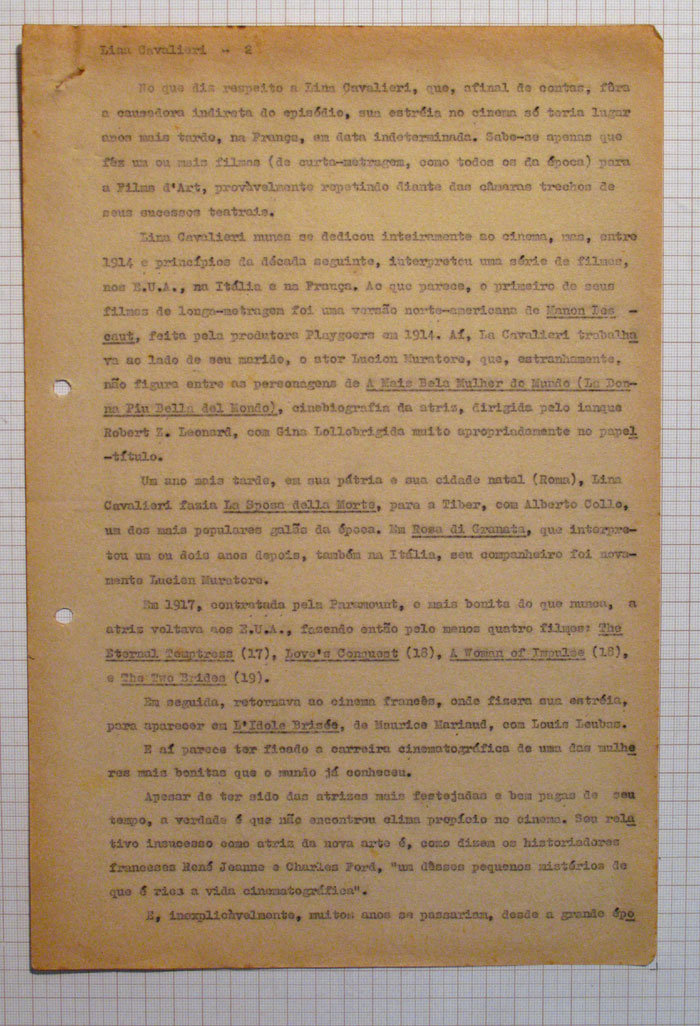 Lina Cavalieri - 2
No que diz respeito a Lina Cavalieri, que, afinal de contas, fôra
a causadora indireta do episódio, sua estréia no cinema só teria lugar
anos mais tarde, na França, em data indeterminada. Sabe-se apenas que
fêz um ou mais filmes (de curta-metragem, como todos os da época) para
a Films d'Art, provàvelmente repetindo diante das câmaras trechos de
seus sucessos teatrais.
Lina Cavalieri nunca se dedicou inteiramente ao cinema, mas, entre
1914 e princípios da década seguinte, interpretou uma série de filmes,
nos E.U.A., na Itália e na França. Ao que parece, o primeiro de seus
filmes de longa-metragem foi uma versão norte-americana de Manon Les -
caut, feita pela produtora Playgoers em 1914. Aí, La Cavalieri trabalha
va ao lado de seu marido, o ator Lucien Muratore, que, estranhamente,
não figura entre as personagens de A Mais Bela Mulher do Mundo (La Don-
na Piu Bella del Mondo), cinebiografia da atriz, dirigida pelo ianque
Robert Z. Leonard, com Gina Lollobrigida muito apropriadamente no papel
-título.
Um ano mais tarde, em sua pátria e sua cidade natal (Roma), Lina
Cavalieri fazia La Sposa della Morte, para a Tiber, com Alberto Collo,
um dos mais populares galãs da época. Em Rosa di Granata, que interpre-
tou um ou dois anos depois, também na Itália, seu companheiro foi nova-
mente Lucien Muratore.
Em 1917, contratada pela Paramount, e mais bonita do que nunca, a
atriz voltava aos E.U.A., fazendo então pelo menos quatro filmes: The
Eternal Temptress (17), Love's Conquest (18), A Woman of Impulse (18),
e The Two Brides (19).
Em seguida, retornava ao cinema francês, onde fizera sua estréia,
para aparecer em L'Idole Brisée, de Maurice Mariaud, com Louis Leubas.
E aí parece ter ficado a carreira cinematográfica de uma das mulhe
res mais bonitas que o mundo já conheceu.
Apesar de ter sido das atrizes mais festejadas e bem pagas de seu
tempo, a verdade é que não encontrou clima propício no cinema. Seu rela
tivo insucesso como atriz da nova arte é, como dizem os historiadores
franceses René Jeanne e Charles Ford, "um dêsses pequenos mistérios de
que é rica a vida cinematográfica".
E, inexplicàvelmente, muitos anos se passariam, desde a grande épo